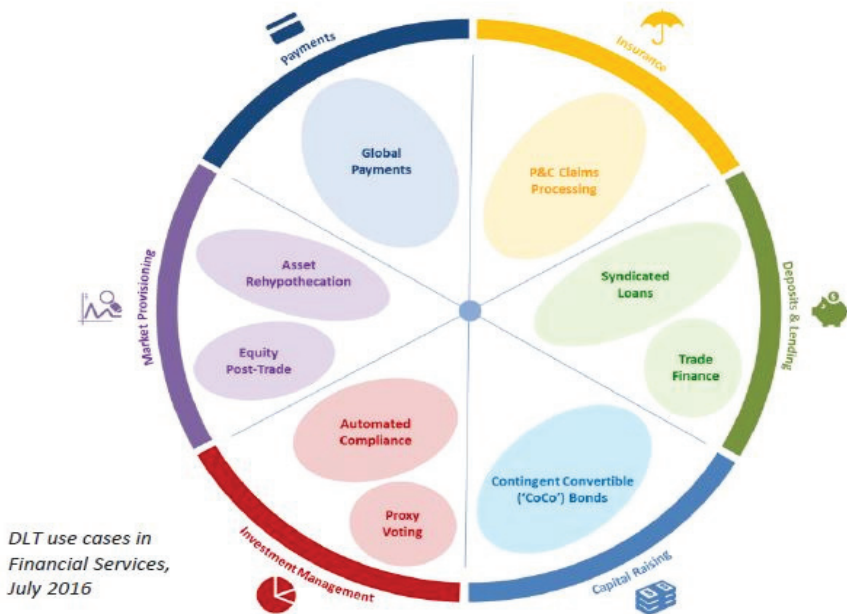 Payments
Insurance
Global
Payments
P&C Claims
Processing
Market Provisioning
Asset
Rehypothecation
Syndicated
Loans
Deposits & Lending
Equity
Post-Trade
Trade
Finance
Automated
Compliance
Contingent Convertible
('CoCo') Bonds
Proxy
Voting
Investment Management
Capital Raising
DLT use cases in
Financial Services,
July 2016